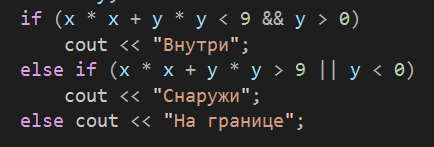 if (x * x + y * y < 9 && y > 0)
    cout << "Внутри";
else if (x * x + y * y > 9 || y < 0)
    cout << "Снаружи";
else cout << "На границе";